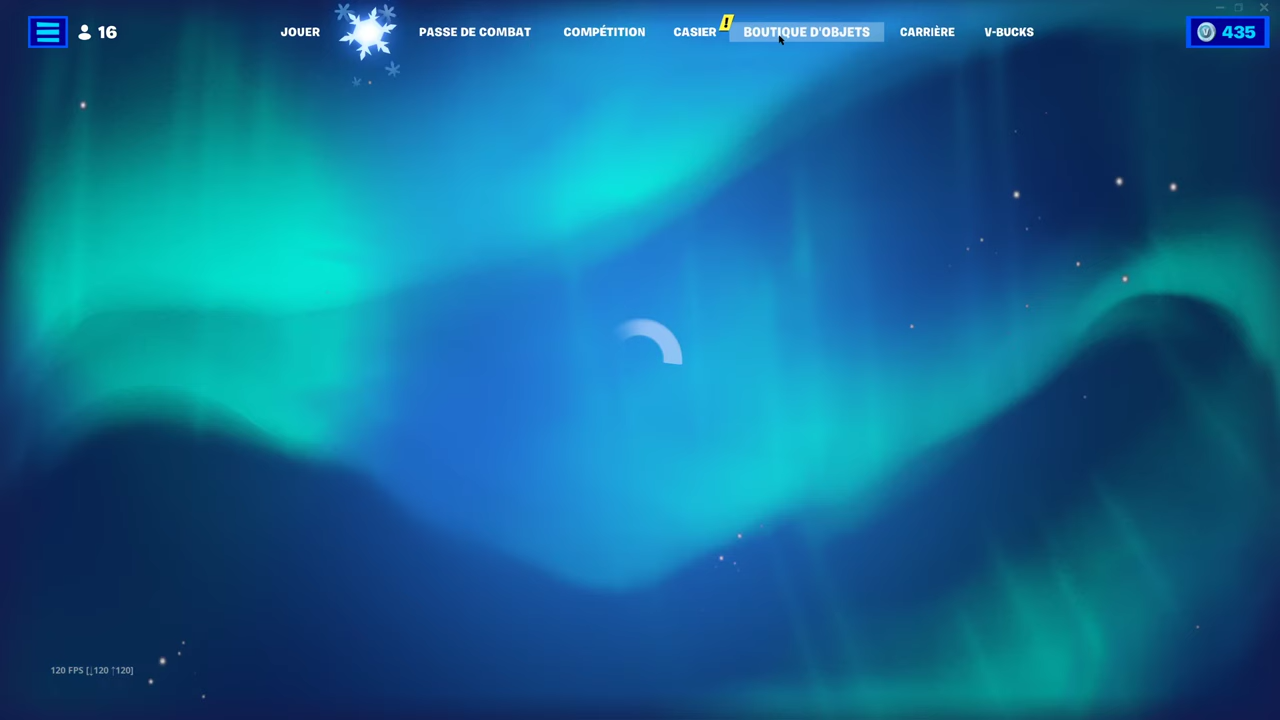 16
JOUER
PASSE DE COMBAT
COMPÉTITION
CASIER
!
BOUTIQUE D'OBJETS
CARRIÈRE
V-BUCKS
V 435
120 FPS [↓120 ↑120]